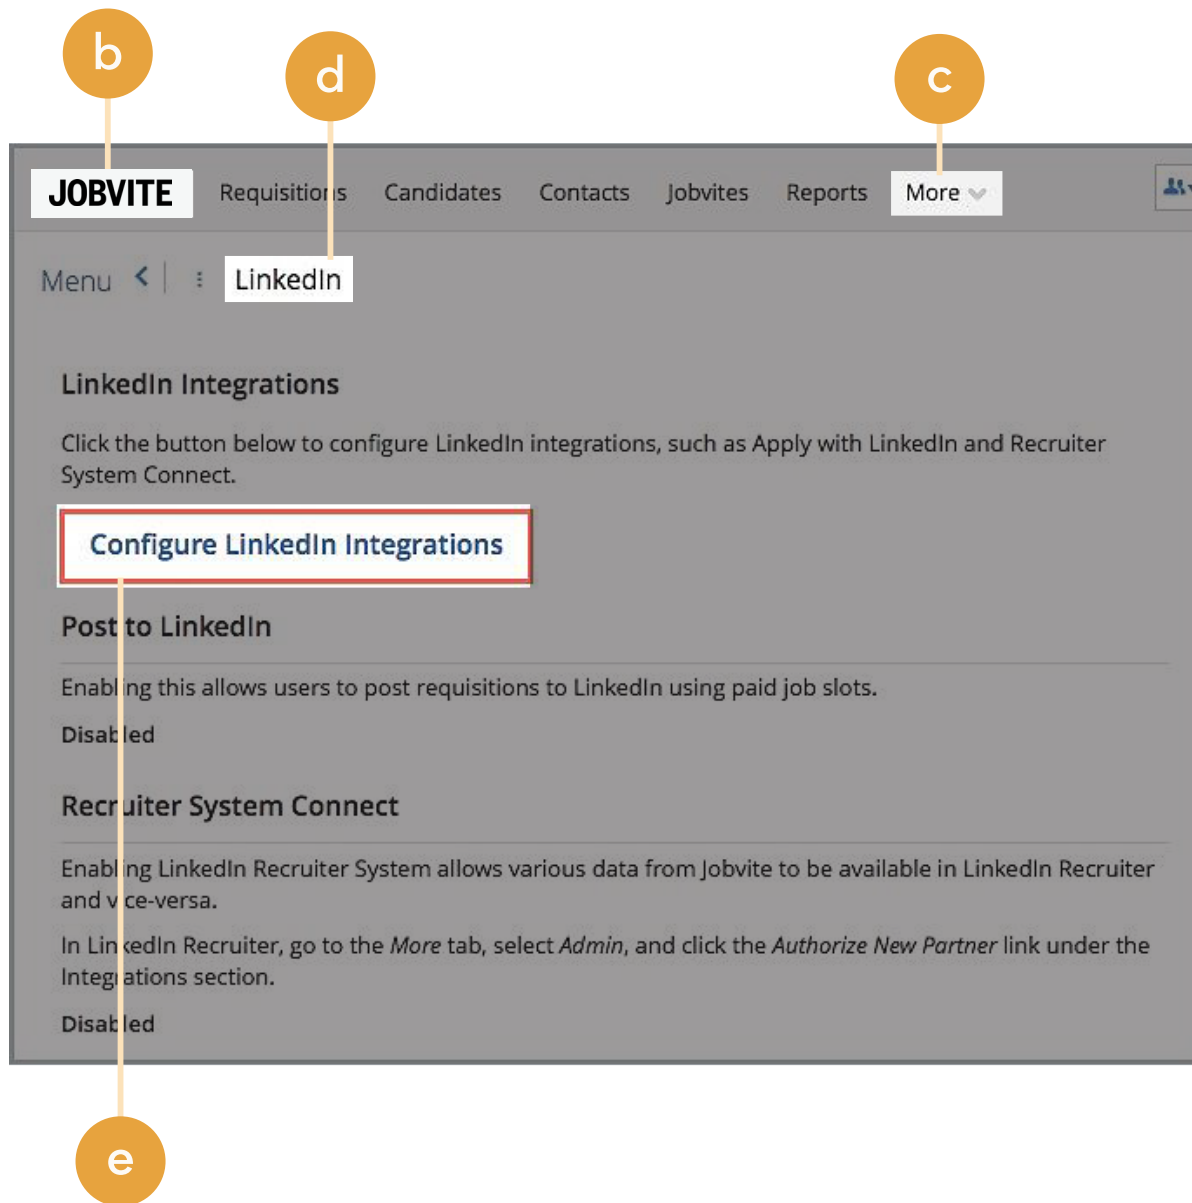 b
d
c
JOBVITE Requisitions Candidates Contacts Jobvites Reports More
Menu LinkedIn
LinkedIn Integrations
Click the button below to configure LinkedIn integrations, such as Apply with LinkedIn and Recruiter
System Connect.
Configure LinkedIn Integrations
Post to LinkedIn
Enabling this allows users to post requisitions to LinkedIn using paid job slots.
Disabled
Recruiter System Connect
Enabling LinkedIn Recruiter System allows various data from Jobvite to be available in LinkedIn Recruiter
and vice-versa.
In LinkedIn Recruiter, go to the More tab, select Admin, and click the Authorize New Partner link under the
Integrations section.
Disabled
e